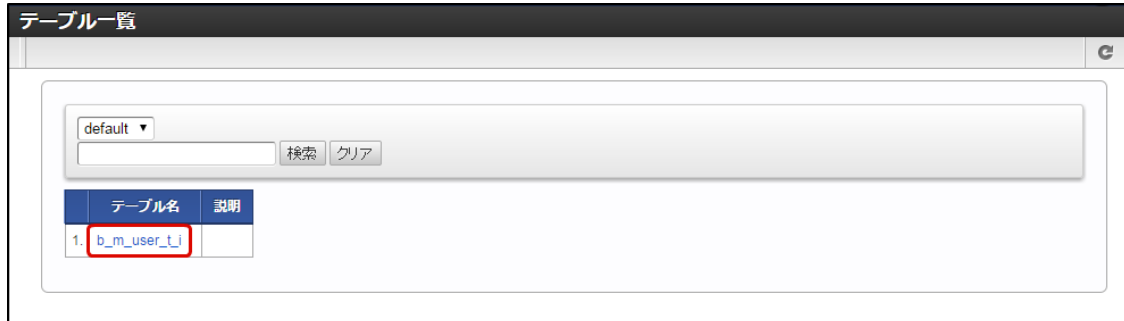 テーブル一覧
default
検索 クリア
テーブル名 説明
1. b_m_user_t_i